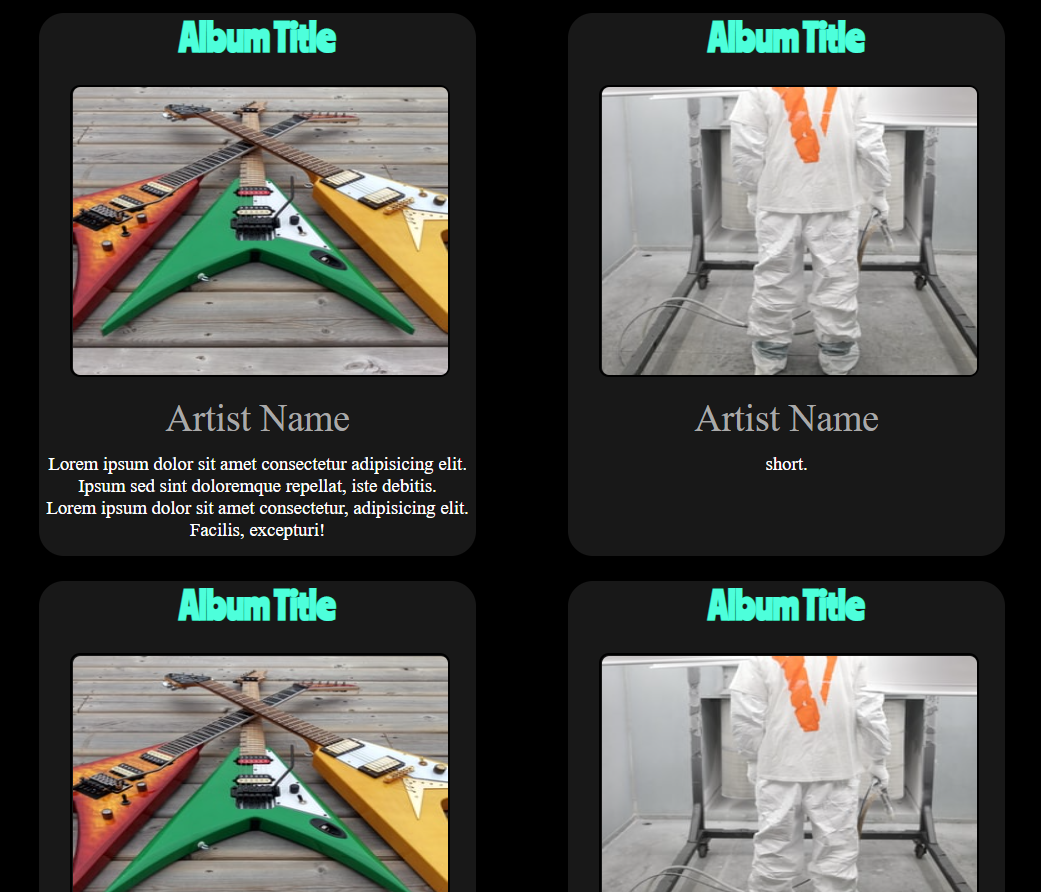 Album Title
Artist Name
Lorem ipsum dolor sit amet consectetur adipisicing elit.
Ipsum sed sint doloremque repellat, iste debitis.
Lorem ipsum dolor sit amet consectetur, adipisicing elit.
Facilis, excepturi!
Album Title
Artist Name
short.
Album Title
Album Title